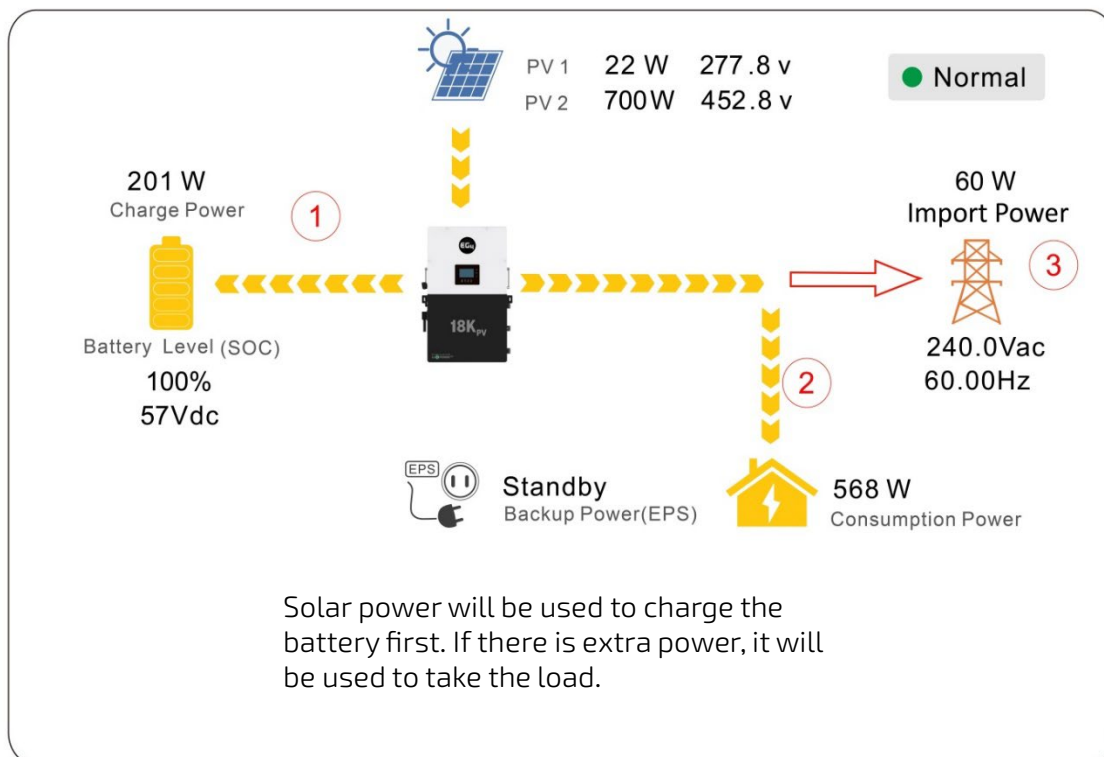 PV 1 22 W 277.8 v
PV 2 700W 452.8 v
Normal
201 W
Charge Power
1
60 W
Import Power
3
EG4
18KPV
Battery Level (SOC)
100%
57Vdc
240.0Vac
60.00Hz
2
EPS
Standby
Backup Power(EPS)
568 W
Consumption Power
Solar power will be used to charge the
battery first. If there is extra power, it will
be used to take the load.